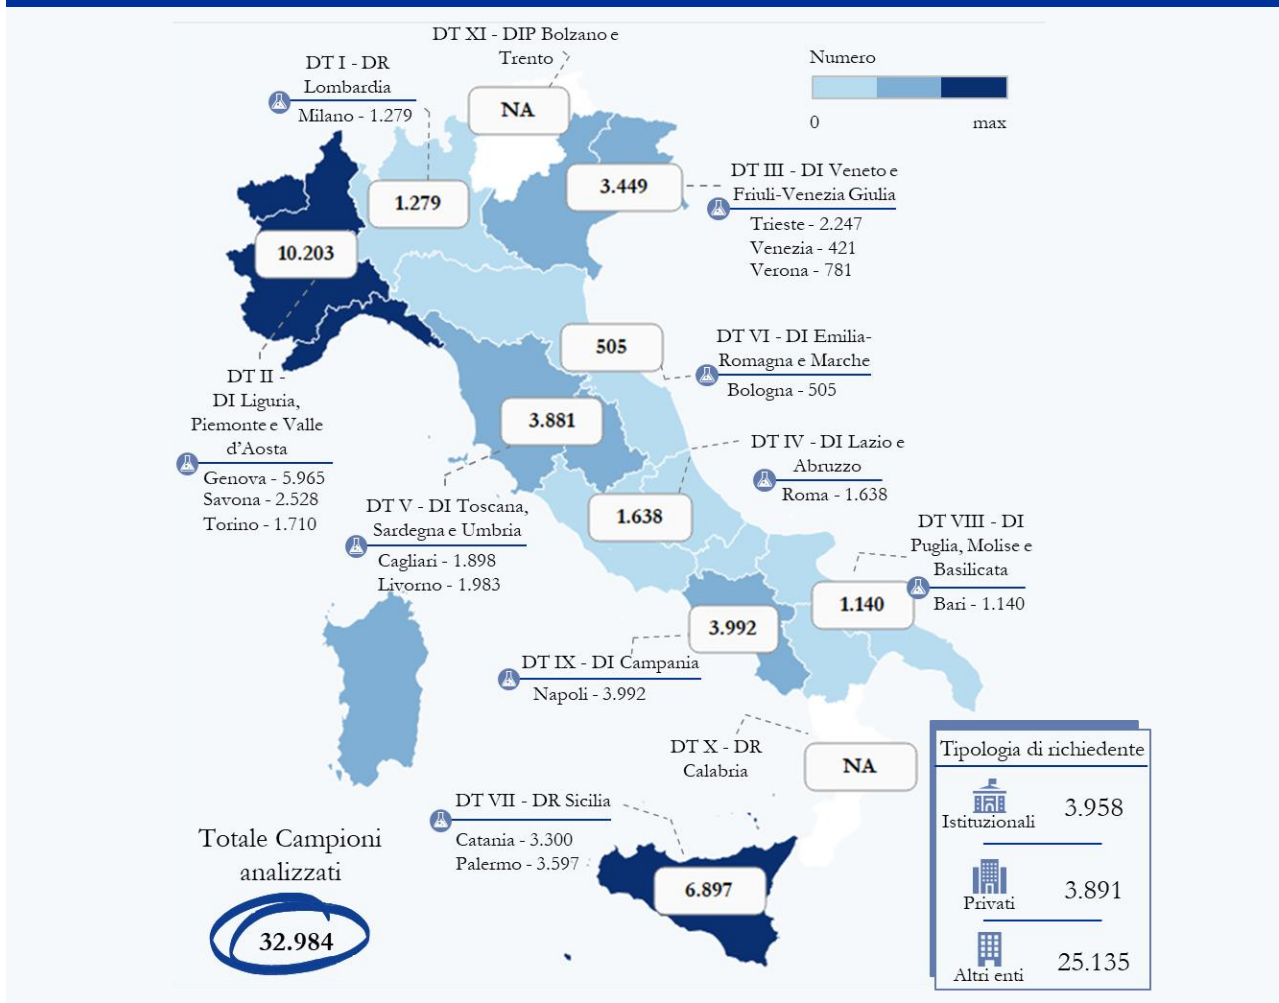 DT XI - DIP Bolzano e
Trento
NA
DT I - DR
Lombardia
Milano - 1.279
1.279
Numero
0 max
DT III - DI Veneto e
Friuli-Venezia Giulia
Trieste - 2.247
Venezia - 421
Verona - 781
3.449
10.203
DT II -
DI Liguria,
Piemonte e Valle
d'Aosta
Genova - 5.965
Savona - 2.528
Torino - 1.710
505
DT VI - DI Emilia-
Romagna e Marche
Bologna - 505
3.881
DT V - DI Toscana,
Sardegna e Umbria
Cagliari - 1.898
Livorno - 1.983
DT IV - DI Lazio e
Abruzzo
Roma - 1.638
1.638
DT VIII - DI
Puglia, Molise e
Basilicata
Bari - 1.140
1.140
3.992
DT IX - DI Campania
Napoli - 3.992
DT X - DR
Calabria
NA
DT VII - DR Sicilia
Catania - 3.300
Palermo - 3.597
6.897
Totale Campioni
analizzati
32.984
Tipologia di richiedente
Istituzionali 3.958
Privati 3.891
Altri enti 25.135